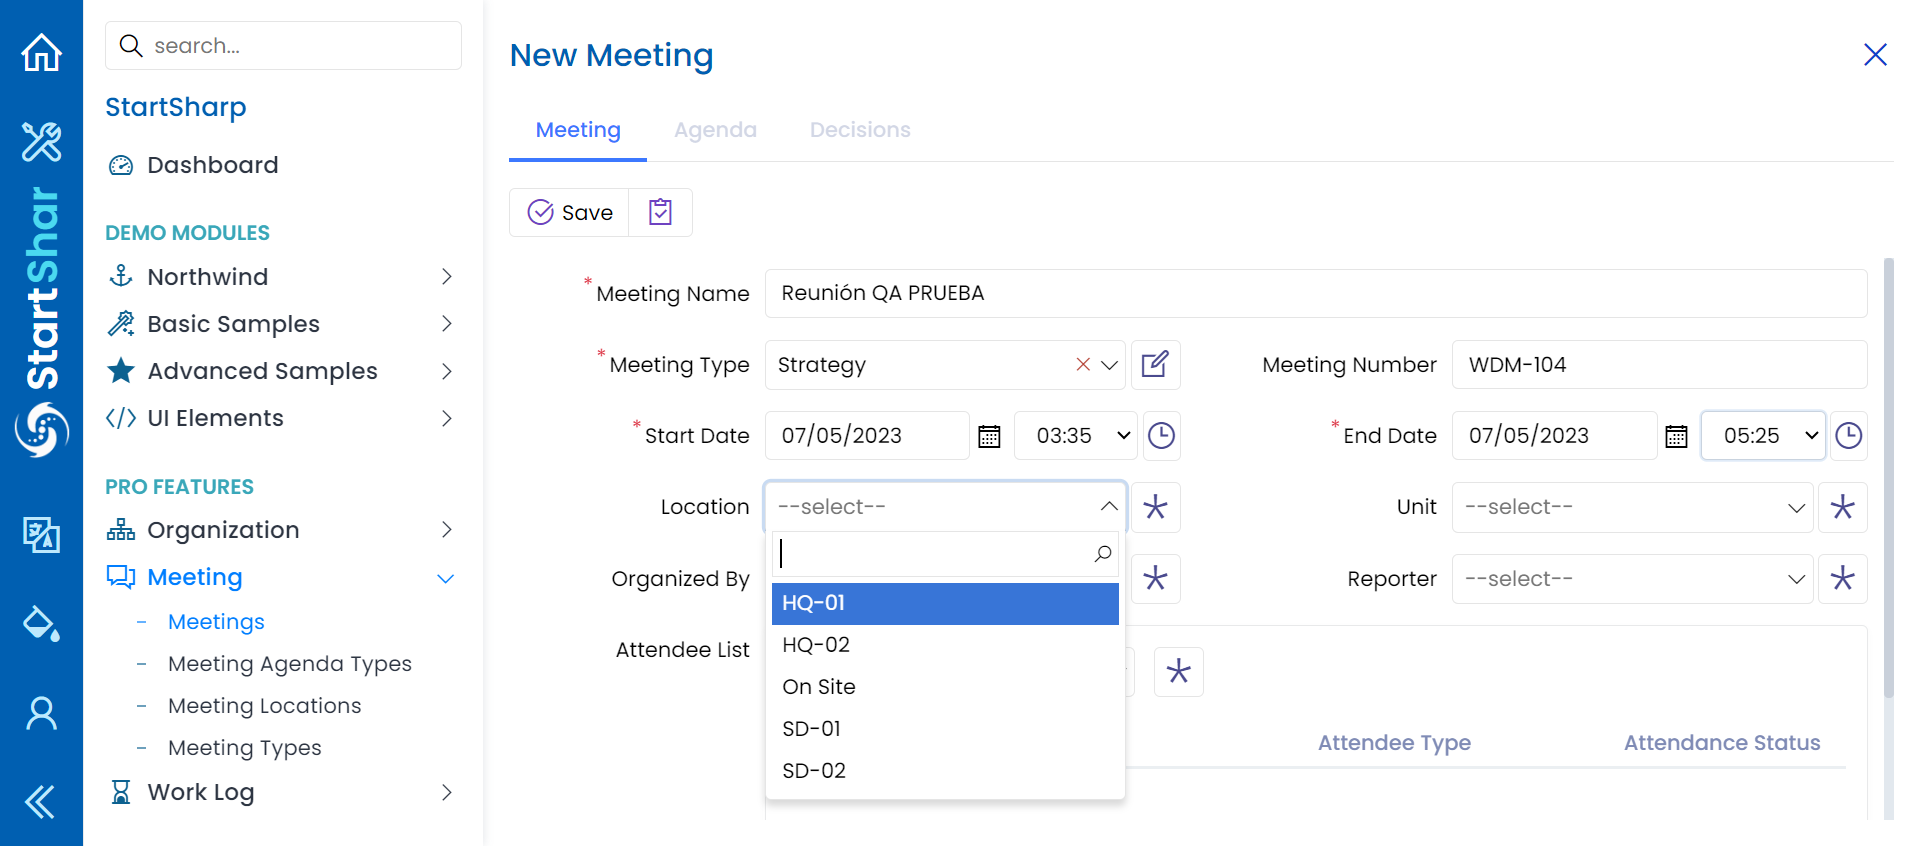 StartShar
search...
StartSharp
Dashboard
DEMO MODULES
Northwind
Basic Samples
Advanced Samples
UI Elements
PRO FEATURES
Organization
Meeting
- Meetings
- Meeting Agenda Types
- Meeting Locations
- Meeting Types
Work Log
New Meeting
Meeting Agenda Decisions
Save
* Meeting Name Reunión QA PRUEBA
* Meeting Type Strategy Meeting Number WDM-104
* Start Date 07/05/2023 03:35 * End Date 07/05/2023 05:25
Location --select-- Unit --select--
Organized By Reporter --select--
HQ-01
HQ-02
Attendee List
On Site
SD-01
SD-02
Attendee Type Attendance Status